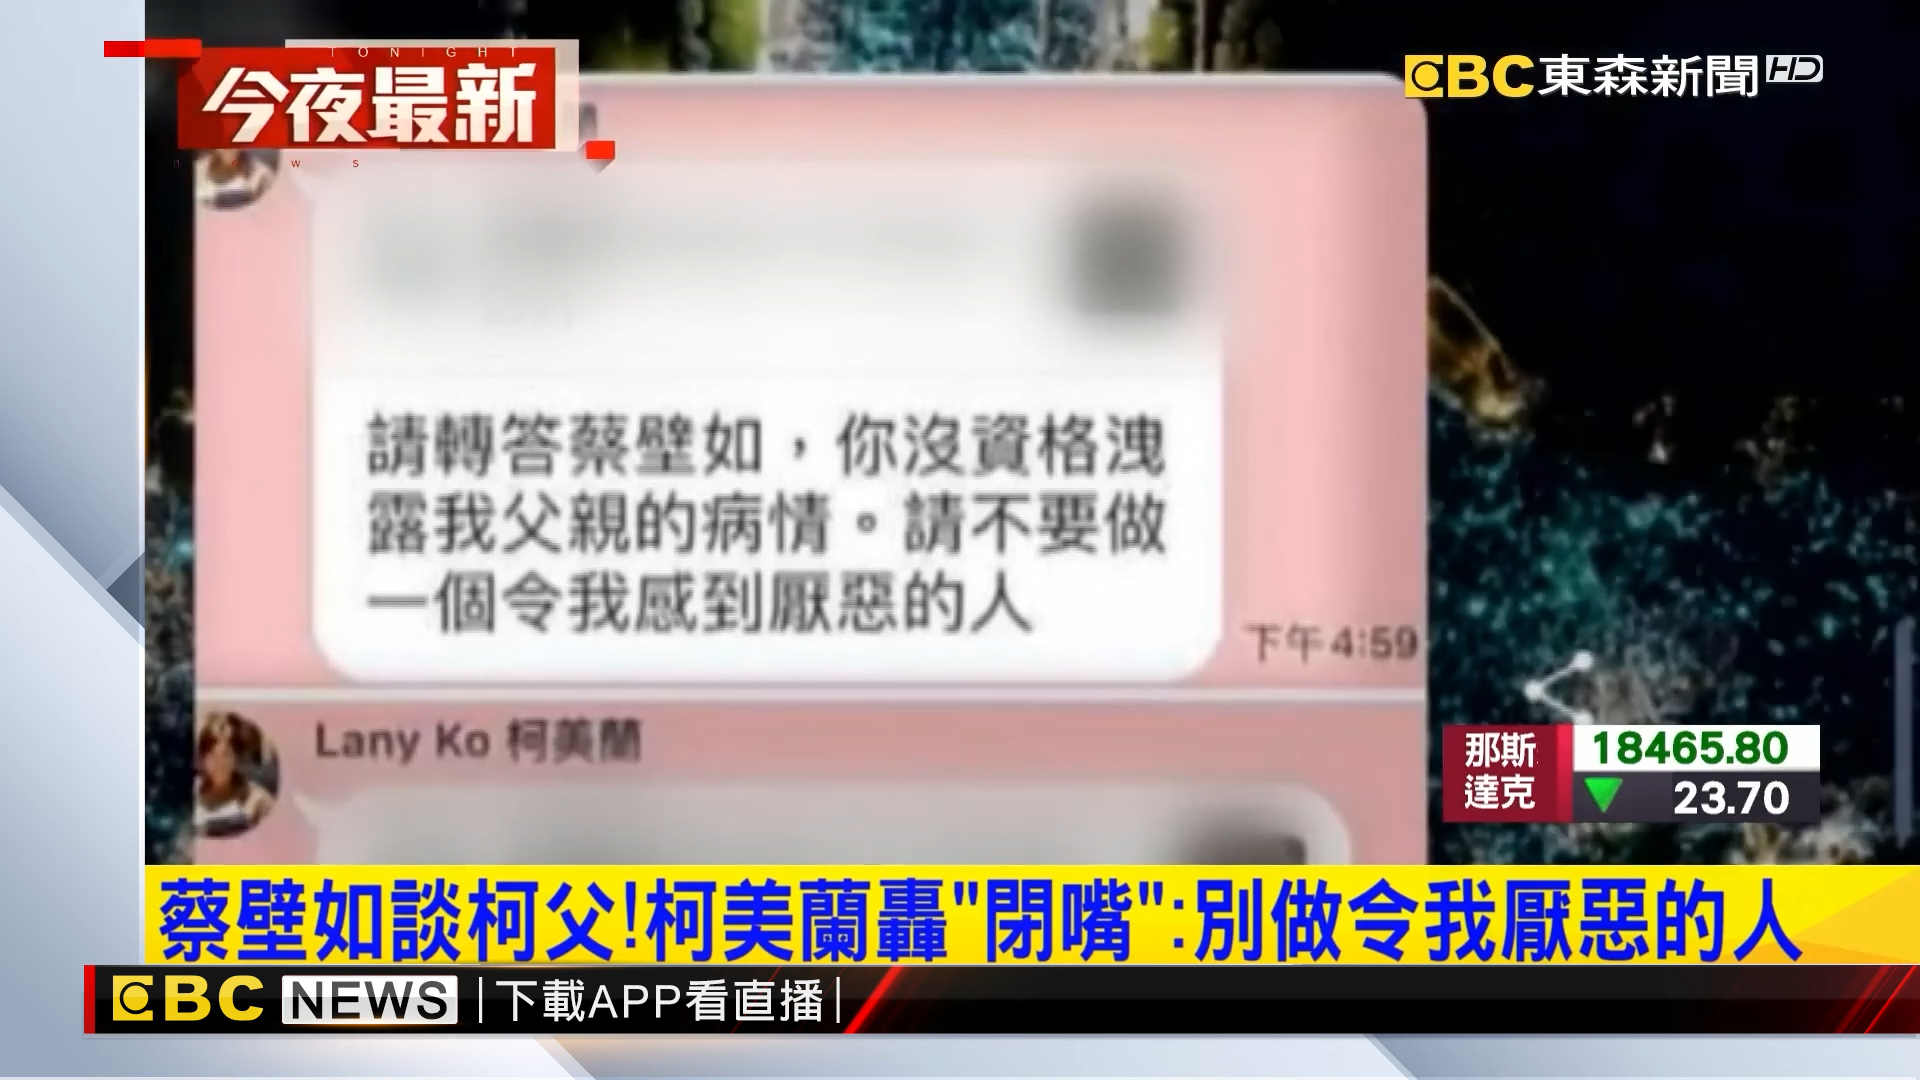 TONIGHT
今夜最新
news
EBC東森新聞HD
請轉答蔡壁如，你沒資格洩
露我父親的病情。請不要做
一個令我感到厭惡的人
下午4:59
Lany Ko 柯美蘭
那斯
達克
18465.80
▼ 23.70
蔡壁如談柯父!柯美蘭轟"閉嘴":別做令我厭惡的人
EBC NEWS |下載APP看直播|